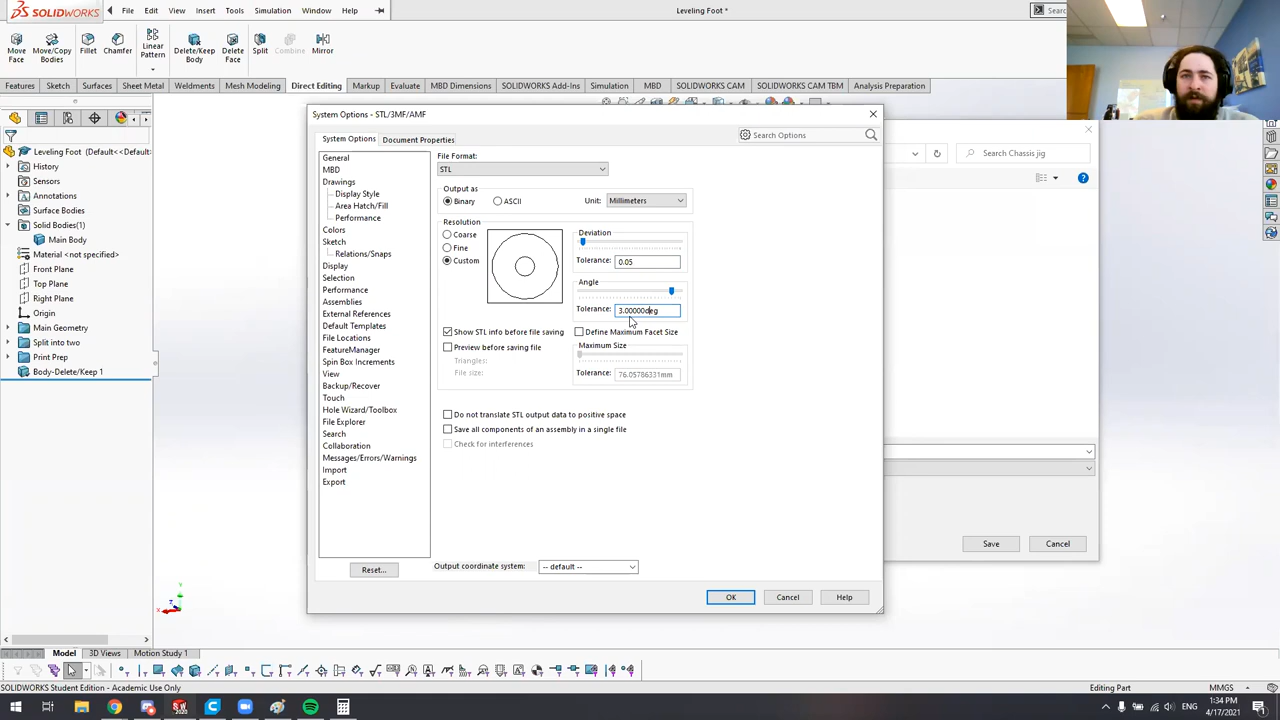 SOLIDWORKS
File Edit View Insert Tools Simulation Window Help
Leveling Foot *
Move Face
Move/Copy Bodies
Fillet
Chamfer
Linear Pattern
Delete/Keep Body
Delete Face
Split
Combine
Mirror
Features Sketch Surfaces Sheet Metal Weldments Mesh Modeling Direct Editing Markup Evaluate MBD Dimensions SOLIDWORKS Add-Ins Simulation MBD SOLIDWORKS CAM SOLIDWORKS CAM TBM Analysis Preparation
Leveling Foot (Default<<Default>
History
Sensors
Annotations
Surface Bodies
Solid Bodies(1)
Main Body
Material <not specified>
Front Plane
Top Plane
Right Plane
Origin
Main Geometry
Split into two
Print Prep
Body-Delete/Keep 1
System Options - STL/3MF/AMF
System Options
Document Properties
Search Options
General
MBD
Drawings
Display Style
Area Hatch/Fill
Performance
Colors
Sketch
Relations/Snaps
Display
Selection
Performance
Assemblies
External References
Default Templates
File Locations
FeatureManager
Spin Box Increments
View
Backup/Recover
Touch
Hole Wizard/Toolbox
File Explorer
Search
Collaboration
Messages/Errors/Warnings
Import
Export
Reset...
File Format:
STL
Output as
Binary
ASCII
Unit:
Millimeters
Resolution
Coarse
Fine
Custom
Deviation
Tolerance:
0.05
Angle
Tolerance:
3.00000deg
Show STL info before file saving
Define Maximum Facet Size
Preview before saving file
Maximum Size
Triangles:
File size:
Tolerance:
76.05786331mm
Do not translate STL output data to positive space
Save all components of an assembly in a single file
Check for interferences
Output coordinate system:
-- default --
OK
Cancel
Help
Search Chassis jig
Save
Cancel
Model 3D Views Motion Study 1
SOLIDWORKS Student Edition - Academic Use Only
Editing Part
MMGS
1:34 PM
4/17/2021